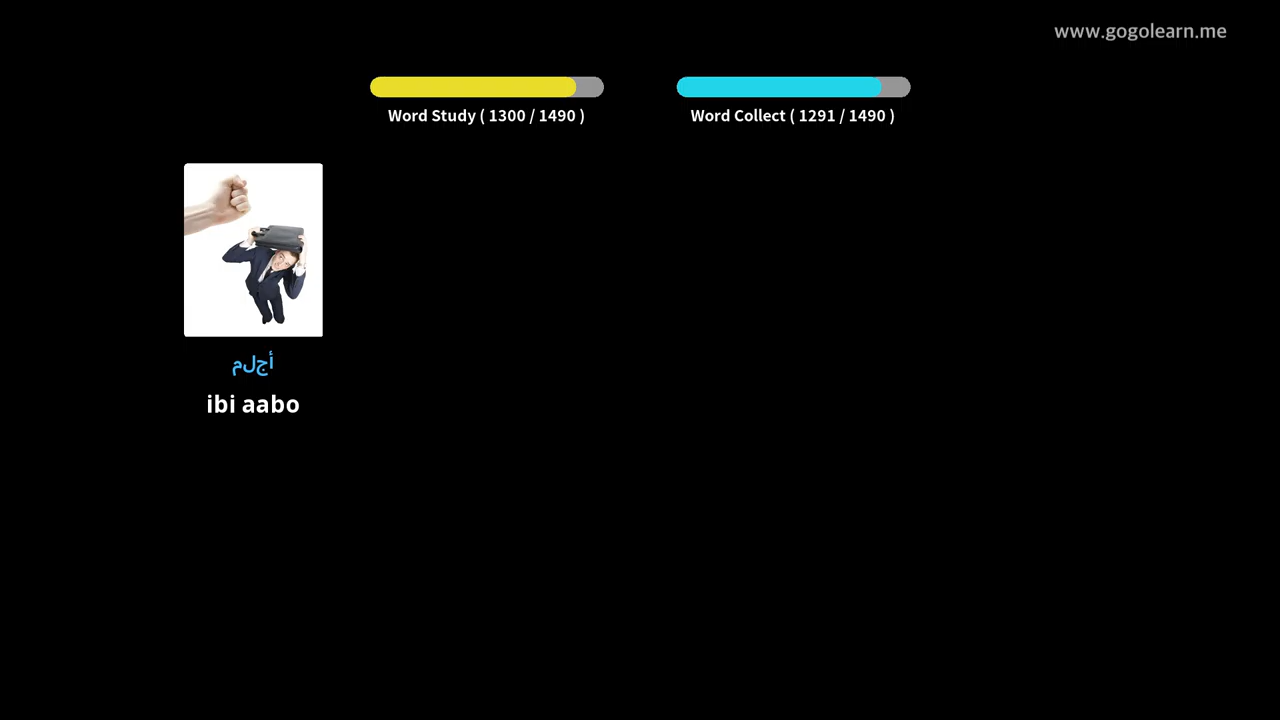 www.gogolearn.me
Word Study ( 1300 / 1490 )
Word Collect ( 1291 / 1490 )
أجلم
ibi aabo